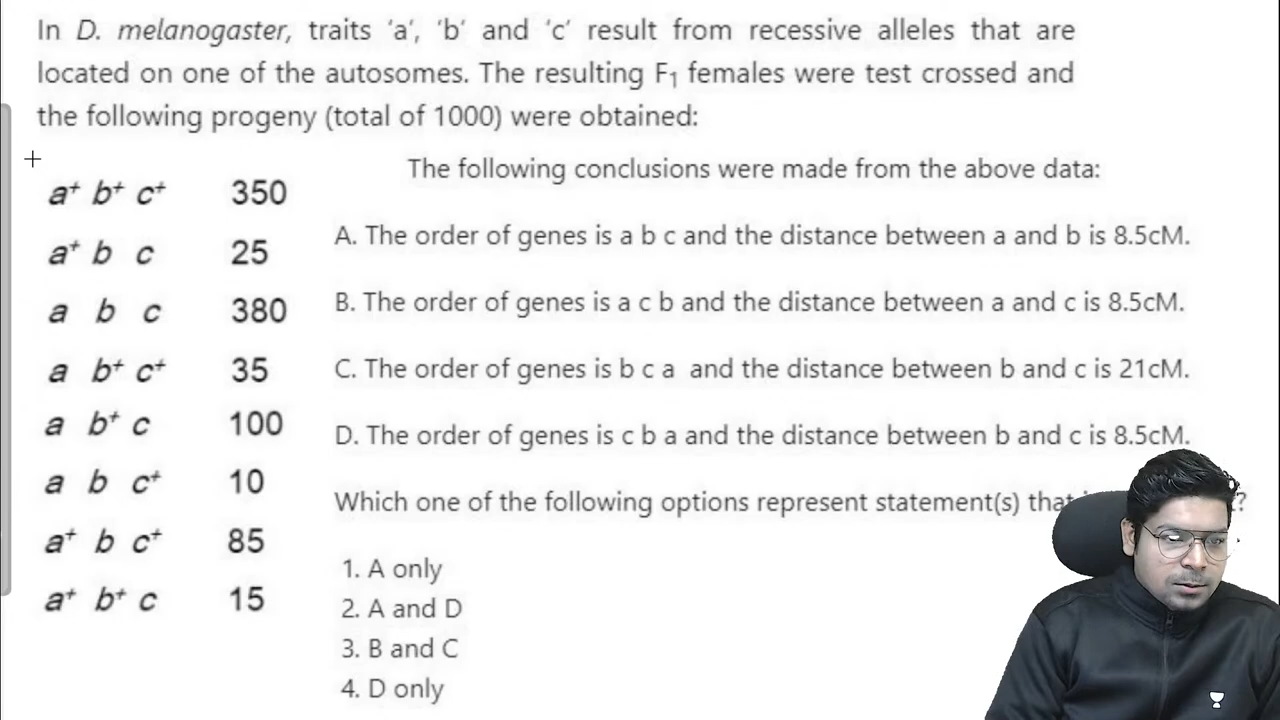 In D. melanogaster, traits ‘a’, ‘b’ and ‘c’ result from recessive alleles that are
located on one of the autosomes. The resulting F₁ females were test crossed and
the following progeny (total of 1000) were obtained:
The following conclusions were made from the above data:
a⁺ b⁺ c⁺ 350
a⁺ b c 25
a b c 380
a b⁺ c⁺ 35
a b⁺ c 100
a b c⁺ 10
a⁺ b c⁺ 85
a⁺ b⁺ c 15
A. The order of genes is a b c and the distance between a and b is 8.5cM.
B. The order of genes is a c b and the distance between a and c is 8.5cM.
C. The order of genes is b c a and the distance between b and c is 21cM.
D. The order of genes is c b a and the distance between b and c is 8.5cM.
Which one of the following options represent statement(s) ?
1. A only
2. A and D
3. B and C
4. D only